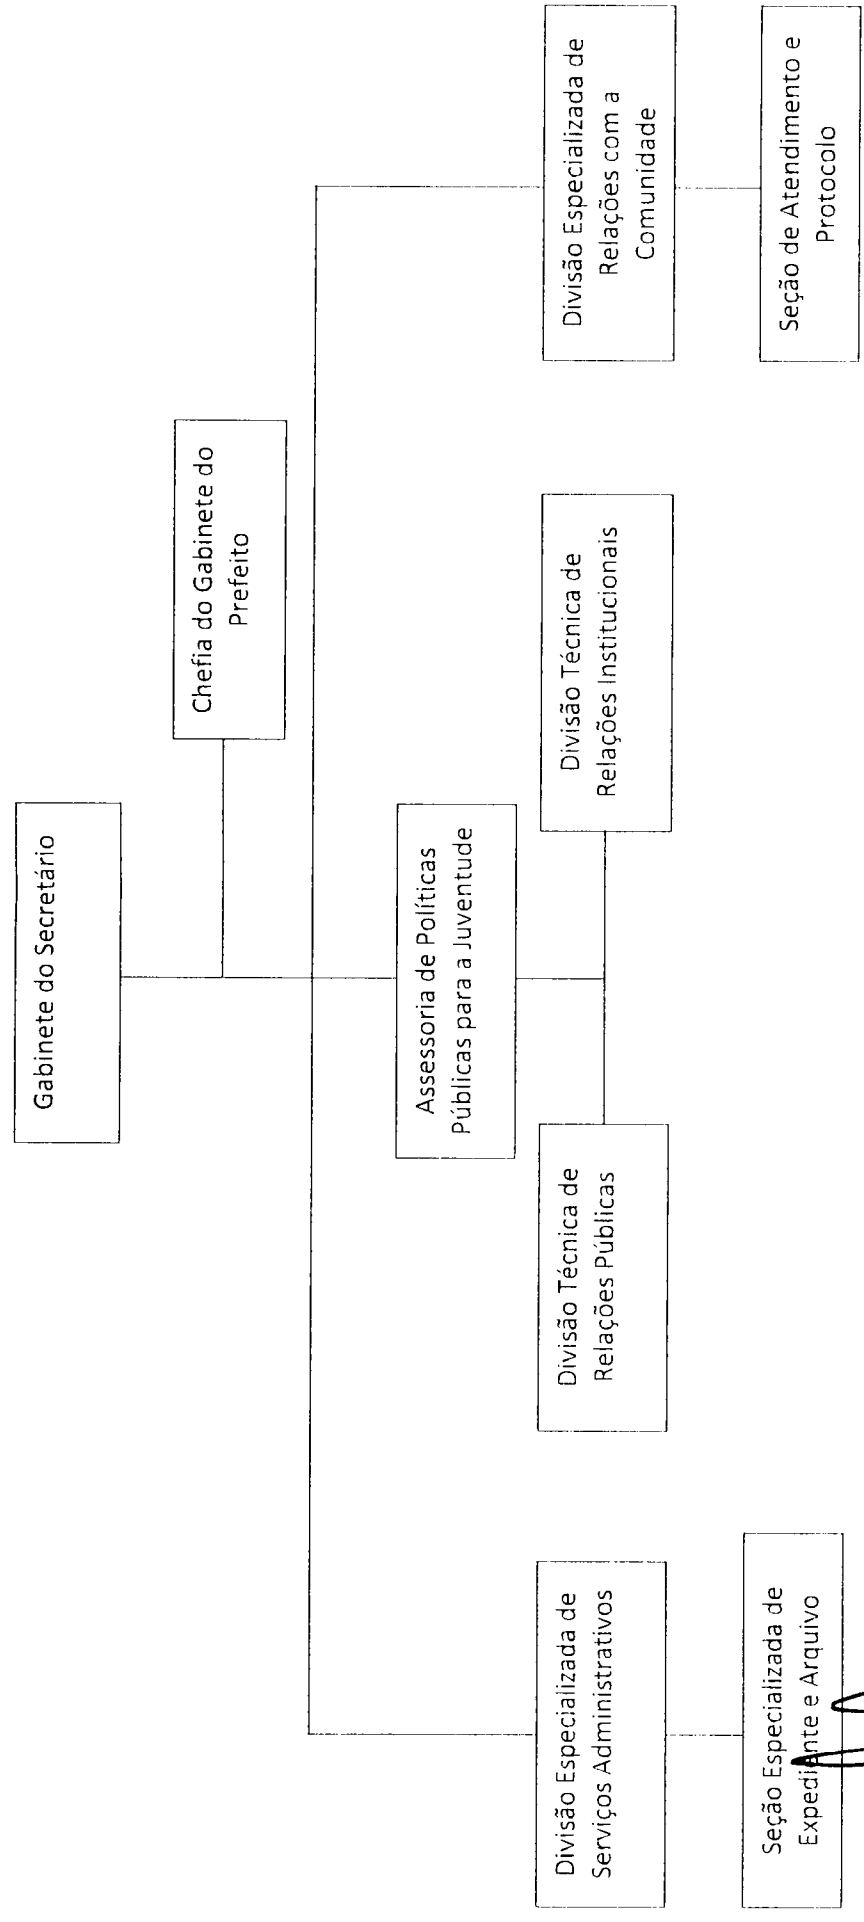 Gabinete do Secretário
Chefia do Gabinete do
Prefeito
Assessoria de Políticas
Públicas para a Juventude
Divisão Especializada de
Serviços Administrativos
Divisão Técnica de
Relações Públicas
Divisão Técnica de
Relações Institucionais
Divisão Especializada de
Relações com a
Comunidade
Seção Especializada de
Expediente e Arquivo
Seção de Atendimento e
Protocolo